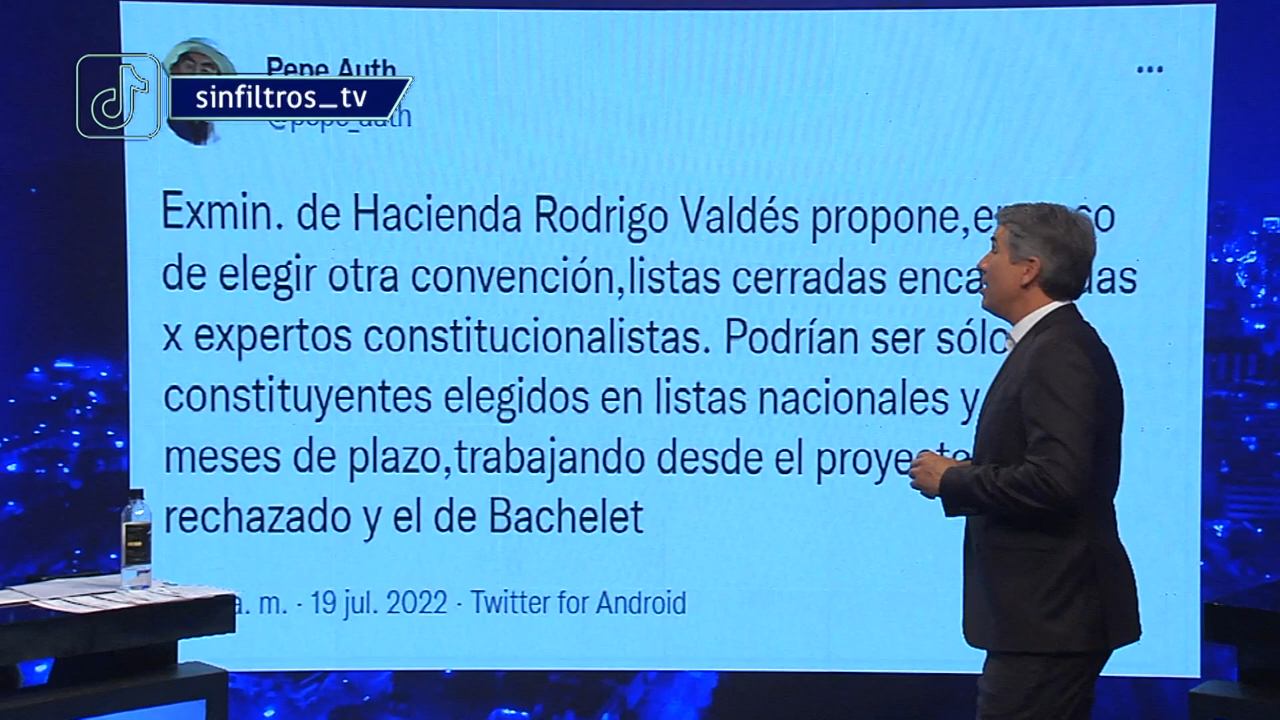 sinfiltros_tv
Pepe Auth
@pepe_auth
Exmin. de Hacienda Rodrigo Valdés propone,
de elegir otra convención,listas cerradas
x expertos constitucionalistas. Podrían ser sólo
constituyentes elegidos en listas nacionales y
meses de plazo,trabajando desde el proyecto
rechazado y el de Bachelet
a. m. · 19 jul. 2022 · Twitter for Android